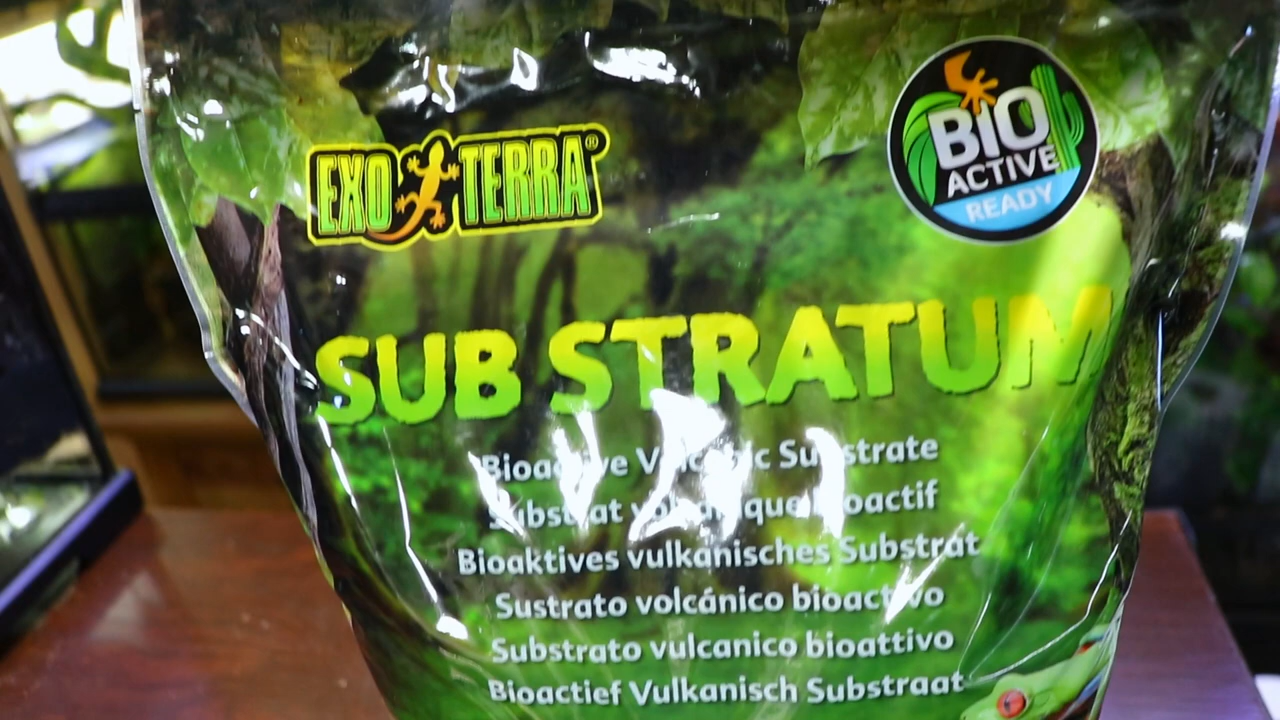 EXO TERRA®
BiO
ACTIVE
READY
SUB STRATUM
Bioactive Volcanic Substrate
Substrat volcanique bioactif
Bioaktives vulkanisches Substrat
Sustrato volcánico bioactivo
Substrato vulcanico bioattivo
Bioactief Vulkanisch Substraat